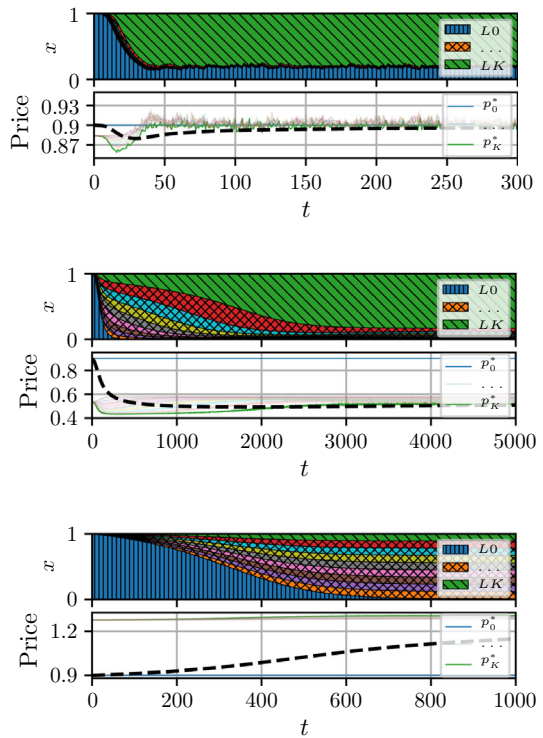 1
x
0
L0
...
LK
0.93
0.9
0.87
Price
p*0
...
p*K
0 50 100 150 200 250 300
t
1
x
0
L0
...
LK
0.8
0.6
0.4
Price
p*0
...
p*K
0 1000 2000 3000 4000 5000
t
1
x
0
L0
...
LK
1.2
0.9
Price
p*0
...
p*K
0 200 400 600 800 1000
t